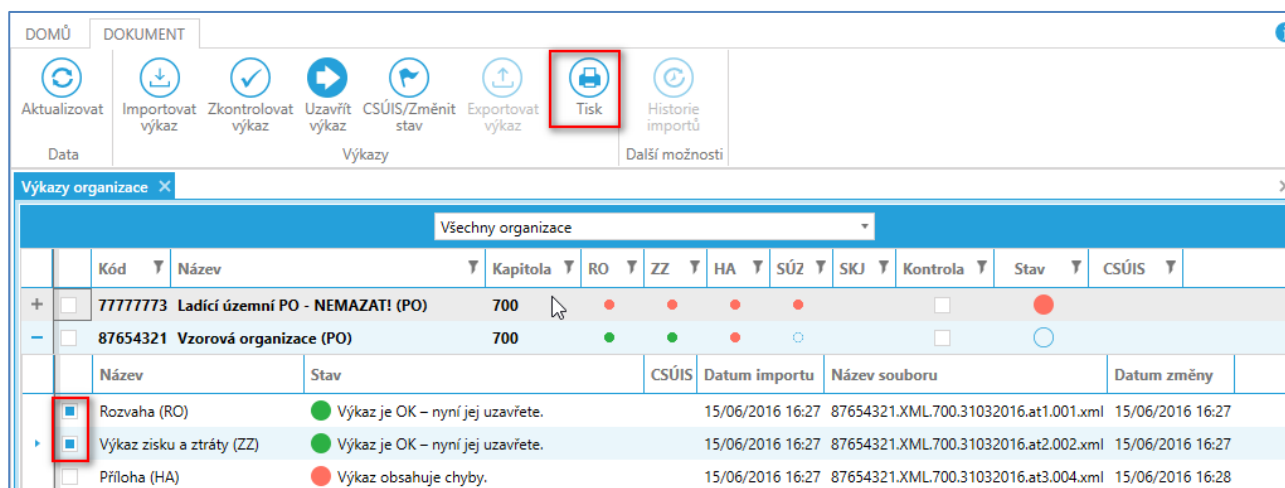 DOMŮ DOKUMENT
Aktualizovat Importovat výkaz Zkontrolovat výkaz Uzavřít výkaz CSÚIS/Změnit stav Exportovat výkaz Tisk Historie importů
Data Výkazy Další možnosti
Výkazy organizace
Všechny organizace
Kód Název Kapitola RO ZZ HA SÚ2 SKJ Kontrola Stav CSÚIS
77777773 Ladící územní PO - NEMAZAT! (PO) 700
87654321 Vzorová organizace (PO) 700
Název Stav CSÚIS Datum importu Název souboru Datum změny
Rozvaha (RO) Výkaz je OK – nyní jej uzavřete. 15/06/2016 16:27 87654321.XML.700.31032016.at1.001.xml 15/06/2016 16:27
Výkaz zisku a ztráty (ZZ) Výkaz je OK – nyní jej uzavřete. 15/06/2016 16:27 87654321.XML.700.31032016.at2.002.xml 15/06/2016 16:27
Příloha (HA) Výkaz obsahuje chyby. 15/06/2016 16:27 87654321.XML.700.31032016.at3.004.xml 15/06/2016 16:28